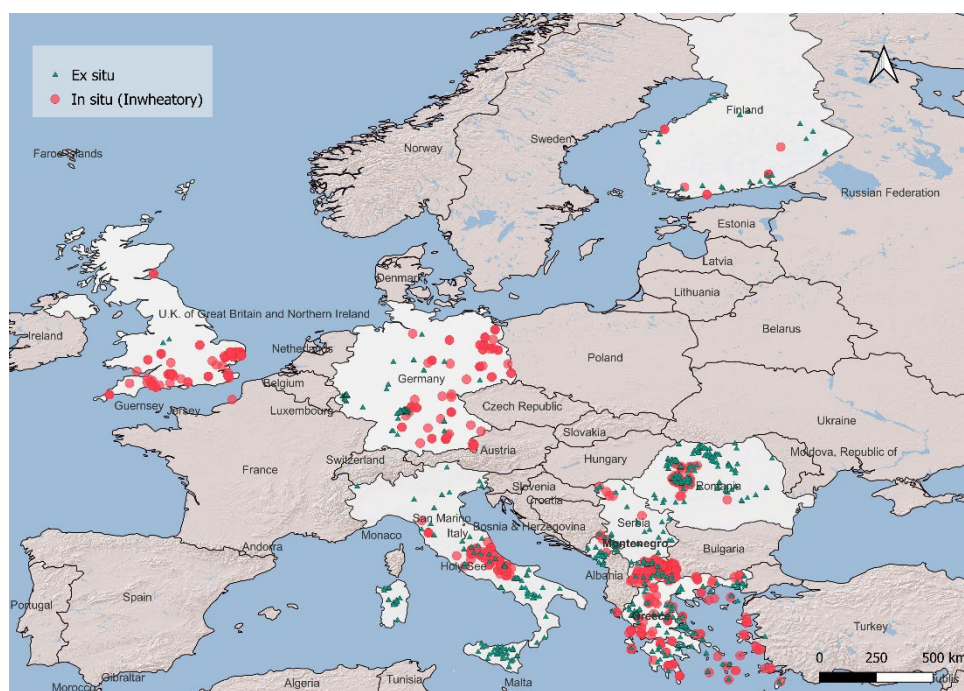 Ex situ
In situ (Inwheatory)
Finland
Faroe Islands
Norway
Sweden
Russian Federation
Estonia
Latvia
Denmark
Lithuania
U.K. of Great Britain and Northern Ireland
Ireland
Belarus
Netherlands
Poland
Germany
Belgium
Guernsey
Jersey
Luxembourg
Czech Republic
Ukraine
Slovakia
Moldova, Republic of
Austria
France
Switzerland
Hungary
Slovenia
Romania
Croatia
San Marino
Bosnia & Herzegovina
Serbia
Italy
Monaco
Montenegro
Bulgaria
Andorra
Holy See
Albania
Portugal
Spain
Greece
Turkey
0 250 500 km
Gibraltar
Morocco
Algeria
Tunisia
Malta